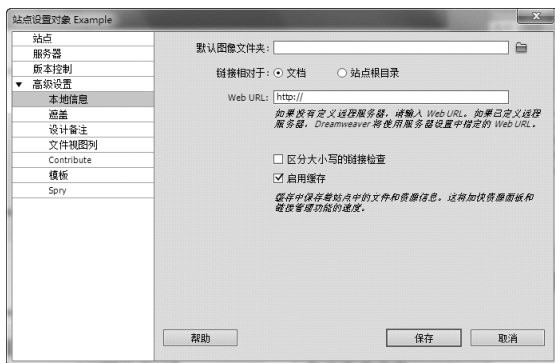 站点设置对象 Example
站点
服务器
版本控制
高级设置
本地信息
遮盖
设计备注
文件视图列
Contribute
模板
Spry
默认图像文件夹:
链接相对于: 文档 站点根目录
Web URL: http://
如果没有定义远程服务器，请输入 Web URL。如果已定义远程
服务器，Dreamweaver 将使用服务器设置中指定的 Web URL。
区分大小写的链接检查
启用缓存
缓存中保存着站点中的文件和资源信息。这将加快资源面板和
链接管理功能的速度。
帮助 保存 取消